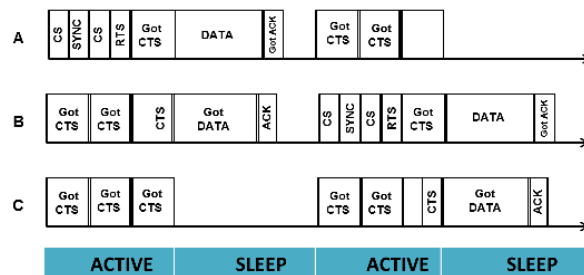 A CS SYNC CS RTS Got CTS DATA Got ACK Got CTS Got CTS
B Got CTS Got CTS CTS Got DATA ACK CS SYNC CS RTS Got CTS DATA Got ACK
C Got CTS Got CTS Got CTS Got CTS Got CTS CTS Got DATA ACK
ACTIVE SLEEP ACTIVE SLEEP